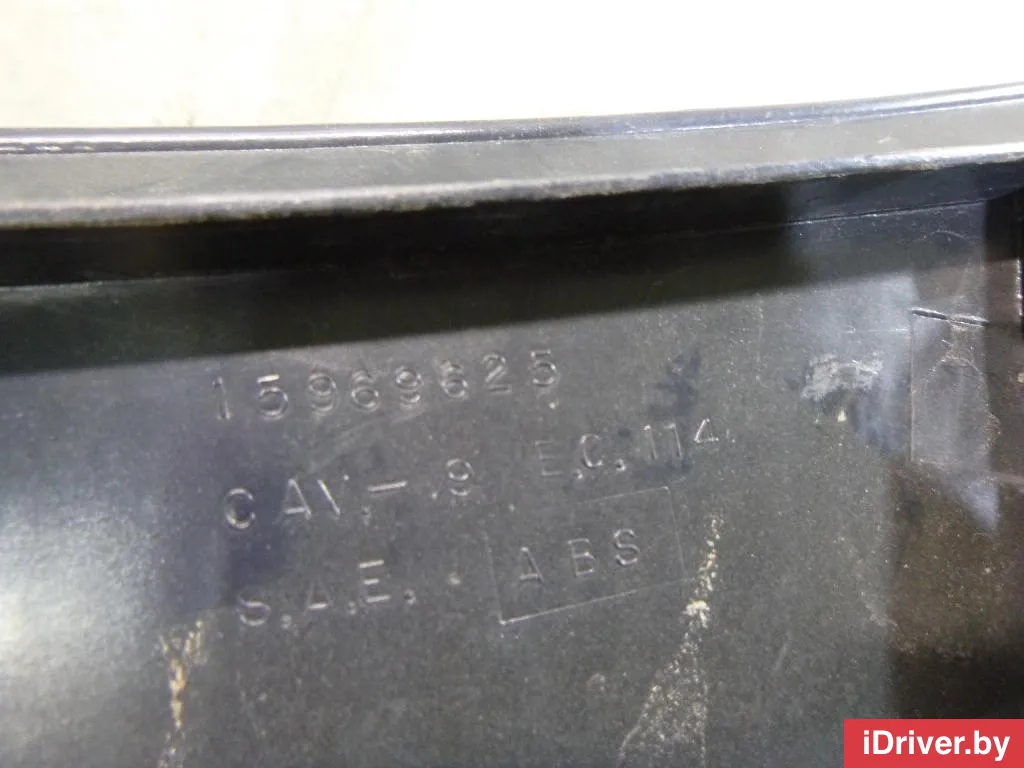 15969625
CAV.- 9 E.C. 114
S.A.E. ABS
iDriver.by